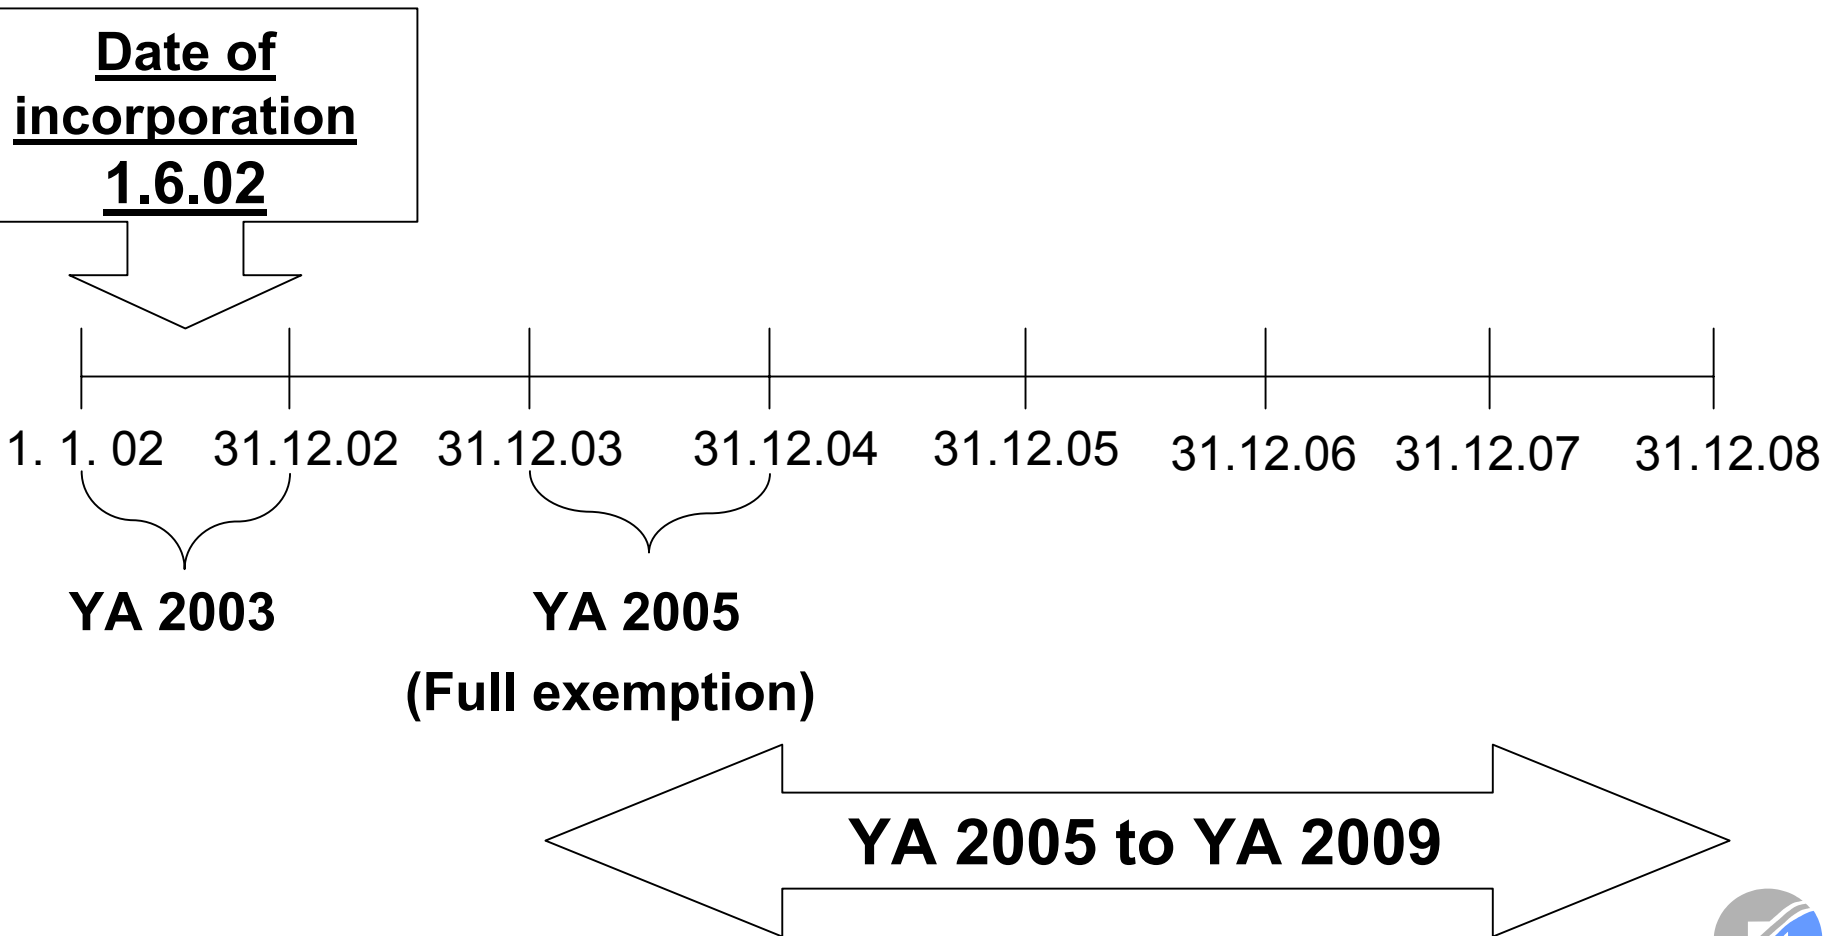 Date of
incorporation
1.6.02
1. 1. 02 31.12.02 31.12.03 31.12.04 31.12.05 31.12.06 31.12.07 31.12.08
YA 2003 YA 2005
(Full exemption)
YA 2005 to YA 2009